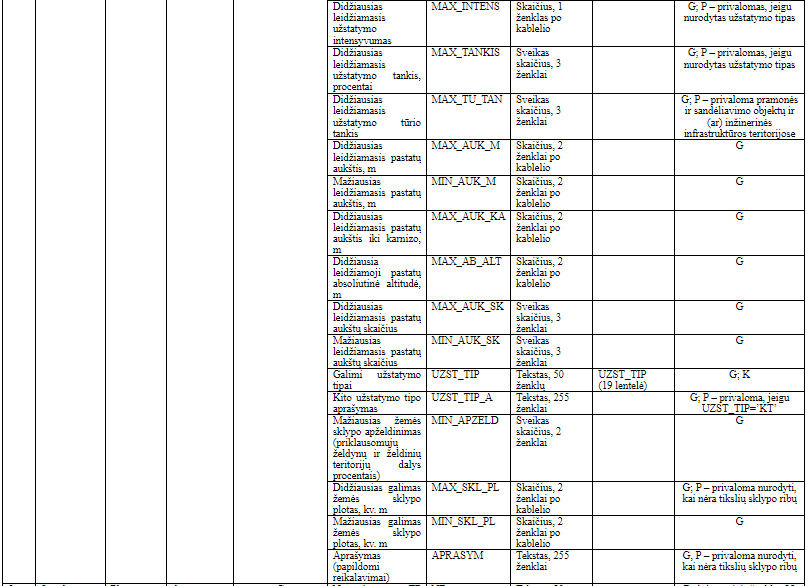 Didžiausias leidžiamasis užstatymo intensyvumas MAX_INTENS Skaičius, 1 ženklas po kablelio G; P – privalomas, jeigu nurodytas užstatymo tipas
Didžiausias leidžiamasis užstatymo tankis, procentai MAX_TANKIS Sveikas skaičius, 3 ženklai G; P – privalomas, jeigu nurodytas užstatymo tipas
Didžiausias leidžiamasis užstatymo tūrio tankis MAX_TU_TAN Sveikas skaičius, 3 ženklai G; P – privaloma pramonės ir sandėliavimo objektų ir (ar) inžinerinės infrastruktūros teritorijose
Didžiausias leidžiamasis pastatų aukštis, m MAX_AUK_M Skaičius, 2 ženklai po kablelio G
Mažiausias leidžiamasis pastatų aukštis, m MIN_AUK_M Skaičius, 2 ženklai po kablelio G
Didžiausias leidžiamasis pastatų aukštis iki karnizo, m MAX_AUK_KA Skaičius, 2 ženklai po kablelio G
Didžiausia leidžiamoji pastatų absoliutinė altitudė, m MAX_AB_ALT Skaičius, 2 ženklai po kablelio G
Didžiausias leidžiamasis pastatų aukštų skaičius MAX_AUK_SK Sveikas skaičius, 3 ženklai G
Mažiausias leidžiamasis pastatų aukštų skaičius MIN_AUK_SK Sveikas skaičius, 3 ženklai G
Galimi užstatymo tipai UZST_TIP Tekstas, 50 ženklų UZST_TIP (19 lentelė) G; K
Kito užstatymo tipo aprašymas UZST_TIP_A Tekstas, 255 ženklai G; P – privaloma, jeigu UZST_TIP=’KT’
Mažiausias žemės sklypo apželdinimas (priklausomųjų želdynų ir želdinių teritorijų dalys procentais) MIN_APZELD Sveikas skaičius, 2 ženklai G
Didžiausias galimas žemės sklypo plotas, kv. m MAX_SKL_PL Skaičius, 2 ženklai po kablelio G; P – privaloma nurodyti, kai nėra tikslių sklypo ribų
Mažiausias galimas žemės sklypo plotas, kv. m MIN_SKL_PL Skaičius, 2 ženklai po kablelio G
Aprašymas (papildomi reikalavimai) APRASYM Tekstas, 255 ženklai G, P – privaloma nurodyti, kai nėra tikslių sklypo ribų